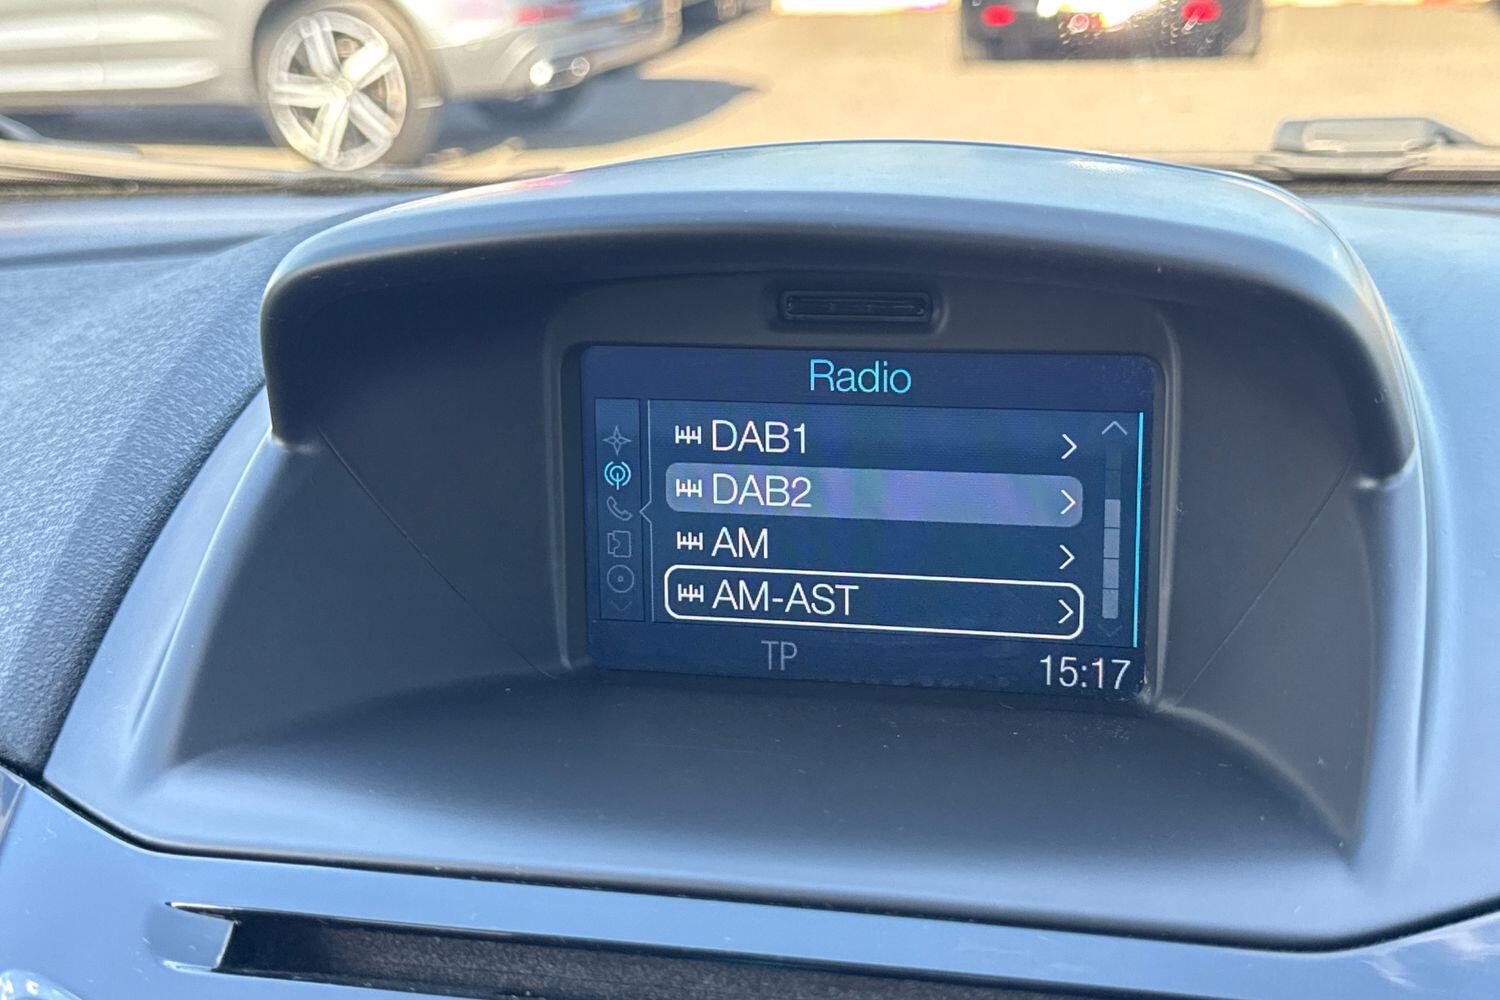 Radio
DAB1
DAB2
AM
AM-AST
TP
15:17